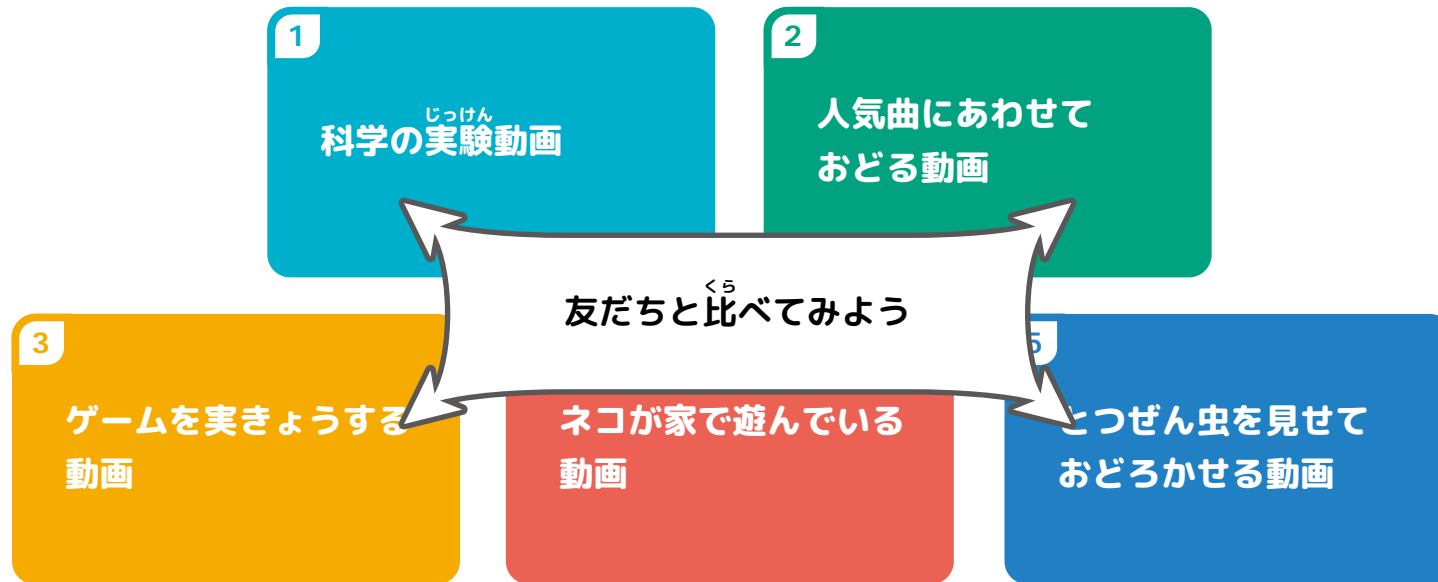 1
科学の実験動画
じっけん
2
人気曲にあわせて
おどる動画
友だちと比べてみよう
くら
3
ゲームを実きょうする
動画
ネコが家で遊んでいる
動画
5
とつぜん虫を見せて
おどろかせる動画